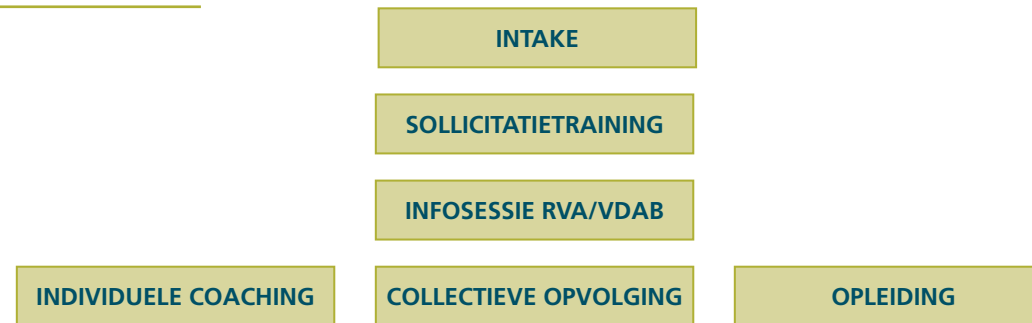 INTAKE
SOLLICITATIETRAINING
INFOSESSIE RVA/VDAB
INDIVIDUELE COACHING
COLLECTIEVE OPVOLGING
OPLEIDING